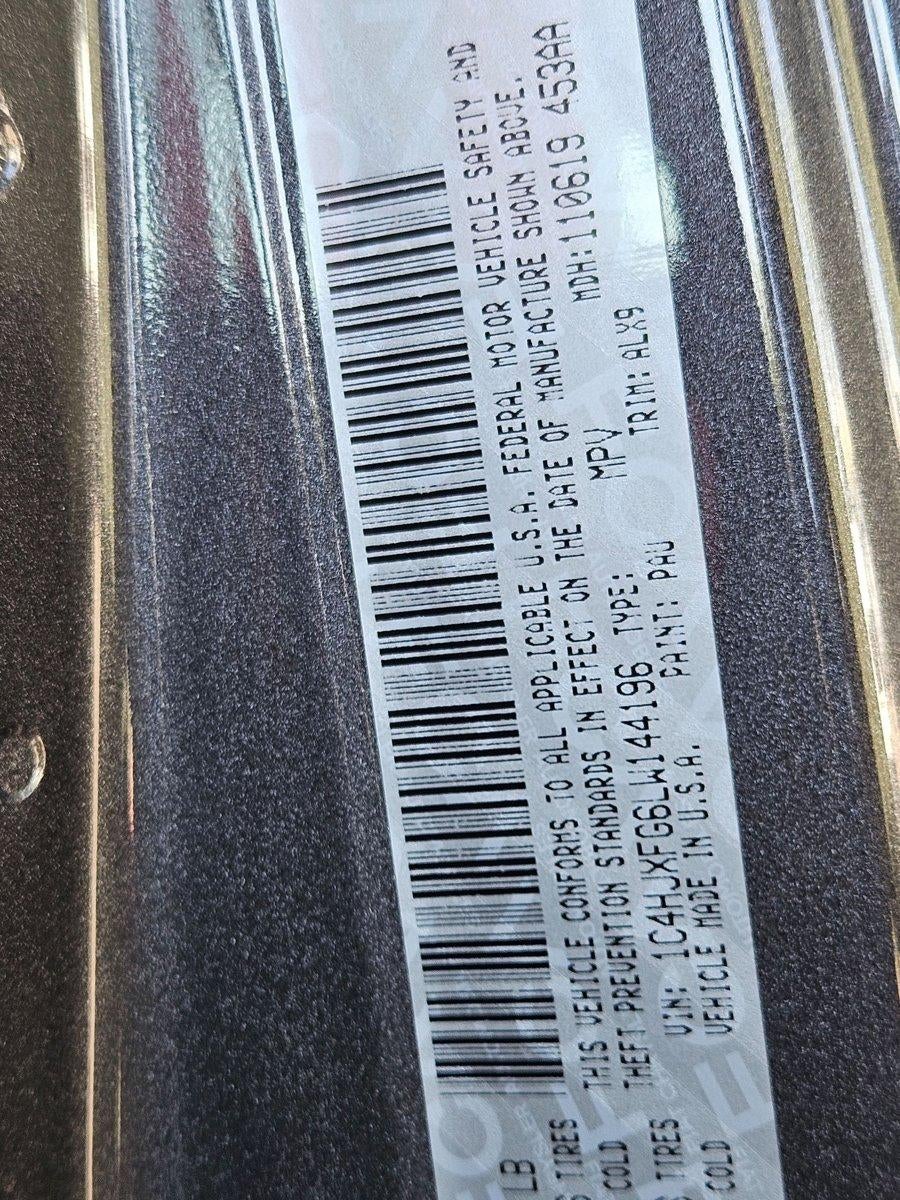 LB
S TIRES THIS VEHICLE CONFORMS TO ALL APPLICABLE U.S.A. FEDERAL MOTOR VEHICLE SAFETY AND
COLD THEFT PREVENTION STANDARDS IN EFFECT ON THE DATE OF MANUFACTURE SHOWN ABOVE.
S TIRES VIN: 1C4HJXFG6LW144196 TYPE: MPV MDH:110619 453AA
COLD VEHICLE MADE IN U.S.A. PAINT: PAU TRIM:ALX9